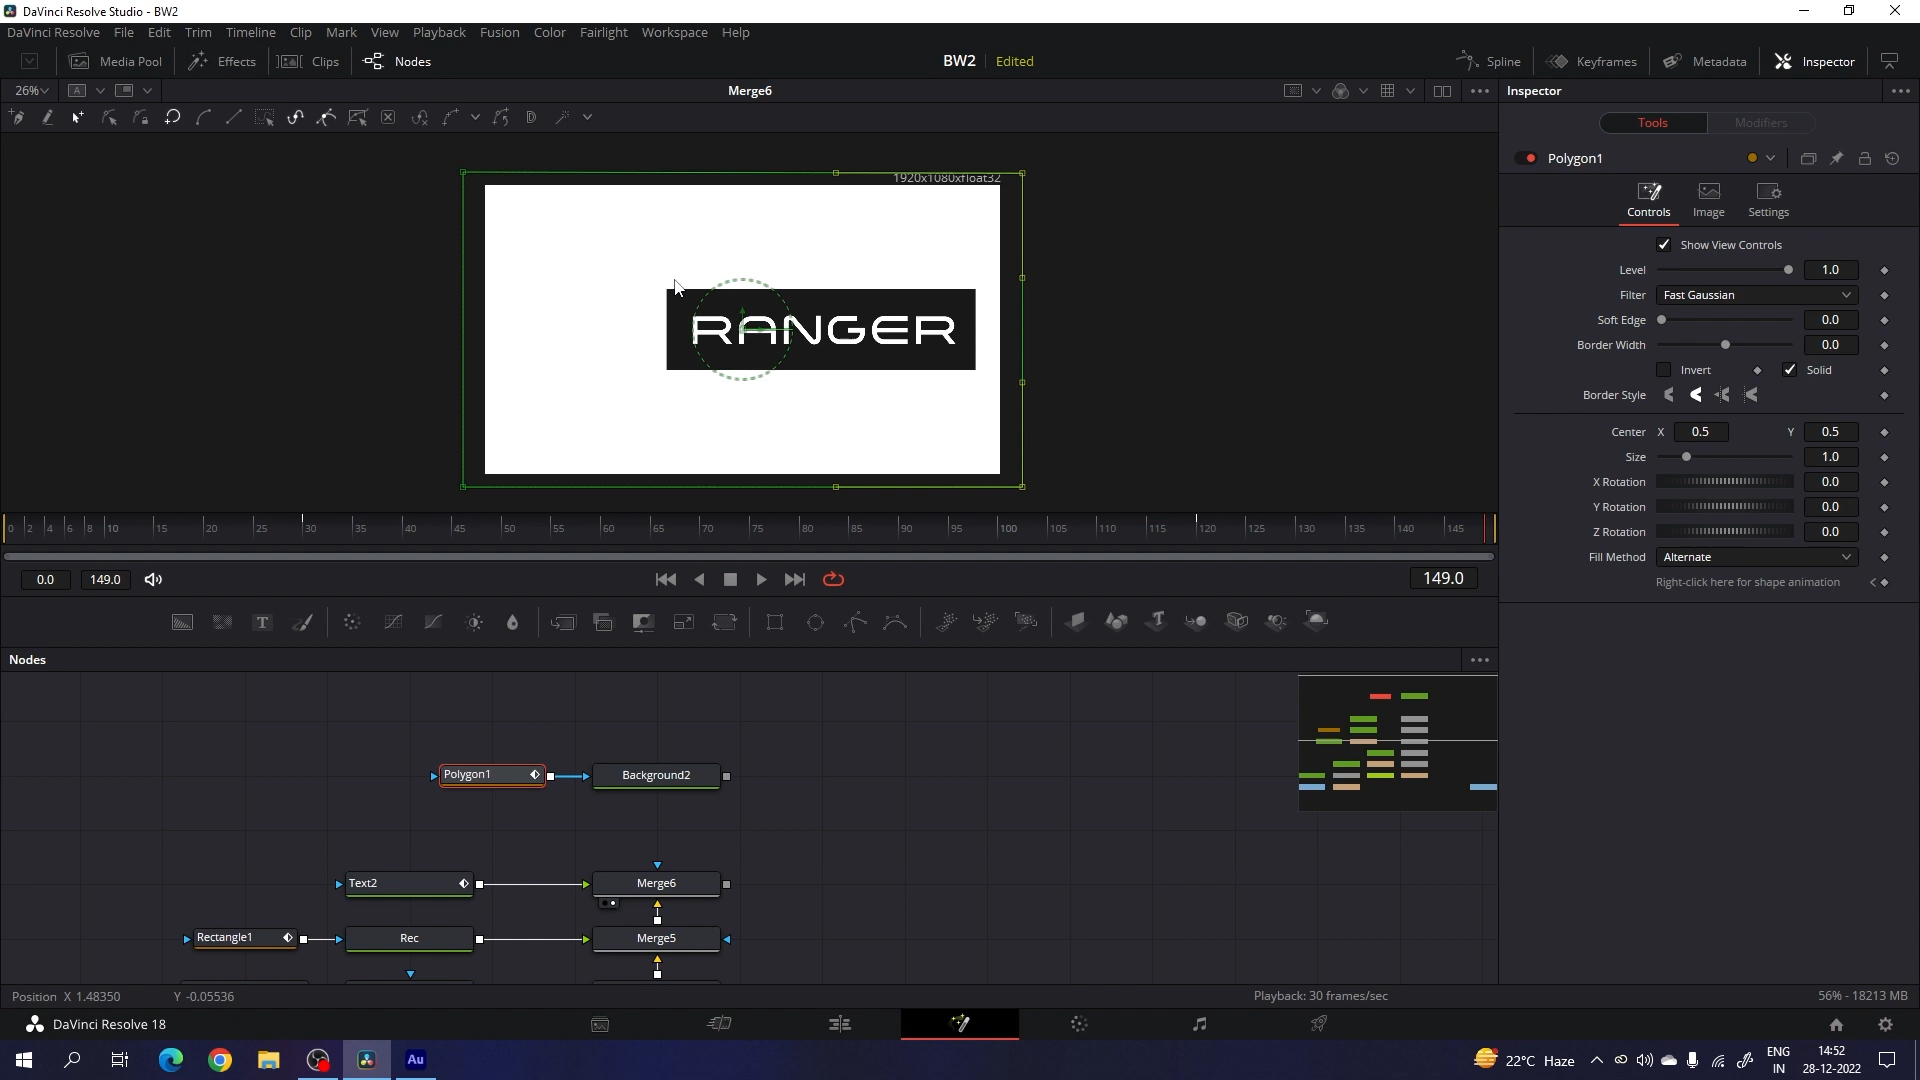 DaVinci Resolve Studio - BW2
DaVinci Resolve File Edit Trim Timeline Clip Mark View Playback Fusion Color Fairlight Workspace Help
Media Pool Effects Clips Nodes BW2 Edited Spline Keyframes Metadata Inspector
26% A Merge6 Inspector
Tools Modifiers
Polygon1
1920x1080xfloat32
Controls Image Settings
Show View Controls
Level 1.0
Filter Fast Gaussian
Soft Edge 0.0
RANGER
Border Width 0.0
Invert Solid
Border Style
Center X 0.5 Y 0.5
Size 1.0
X Rotation 0.0
Y Rotation 0.0
Z Rotation 0.0
Fill Method Alternate
Right-click here for shape animation
0 2 4 6 8 10 15 20 25 30 35 40 45 50 55 60 65 70 75 80 85 90 95 100 105 110 115 120 125 130 135 140 145
0.0 149.0 149.0
T
T
Nodes
Polygon1 Background2
Text2 Merge6
Rectangle1 Rec Merge5
Position X 1.48350 Y -0.05536 Playback: 30 frames/sec 56% - 18213 MB
DaVinci Resolve 18
Au 22°C Haze ENG IN 14:52 28-12-2022